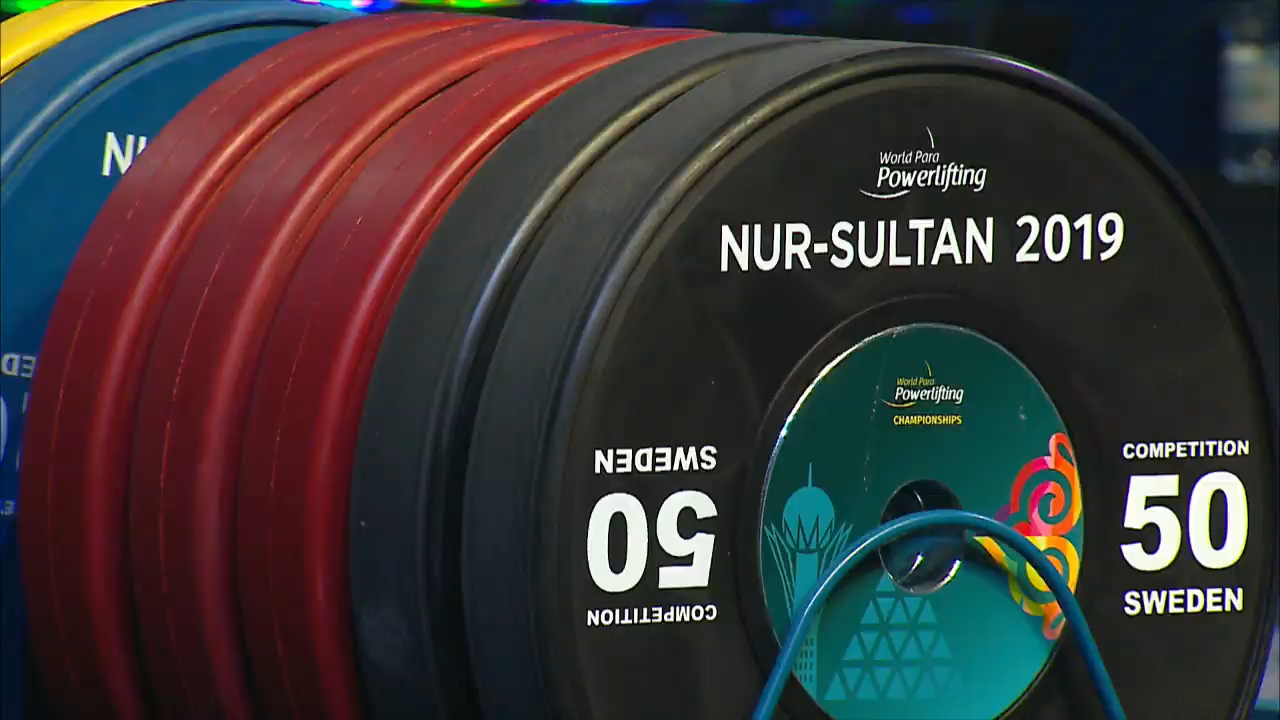 World Para
Powerlifting
NUR-SULTAN 2019
World Para
Powerlifting
CHAMPIONSHIPS
COMPETITION
50
SWEDEN
COMPETITION
50
SWEDEN